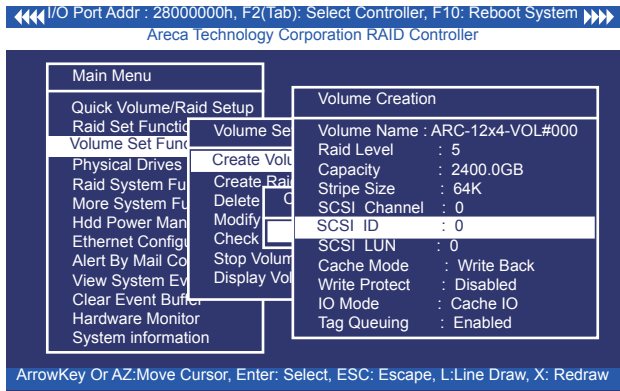 I/O Port Addr : 28000000h, F2(Tab): Select Controller, F10: Reboot System
Areca Technology Corporation RAID Controller
Main Menu
Quick Volume/Raid Setup
Raid Set Functio
Volume Set Func
Physical Drives
Raid System Fu
More System Fu
Hdd Power Man
Ethernet Configu
Alert By Mail Co
View System Ev
Clear Event Buffer
Hardware Monitor
System information
Volume Se
Create Volu
Create Raid
Delete
Modify
Check
Stop Volum
Display Vol
C
Volume Creation
Volume Name : ARC-12x4-VOL#000
Raid Level : 5
Capacity : 2400.0GB
Stripe Size : 64K
SCSI Channel : 0
SCSI ID : 0
SCSI LUN : 0
Cache Mode : Write Back
Write Protect : Disabled
IO Mode : Cache IO
Tag Queuing : Enabled
ArrowKey Or AZ:Move Cursor, Enter: Select, ESC: Escape, L:Line Draw, X: Redraw